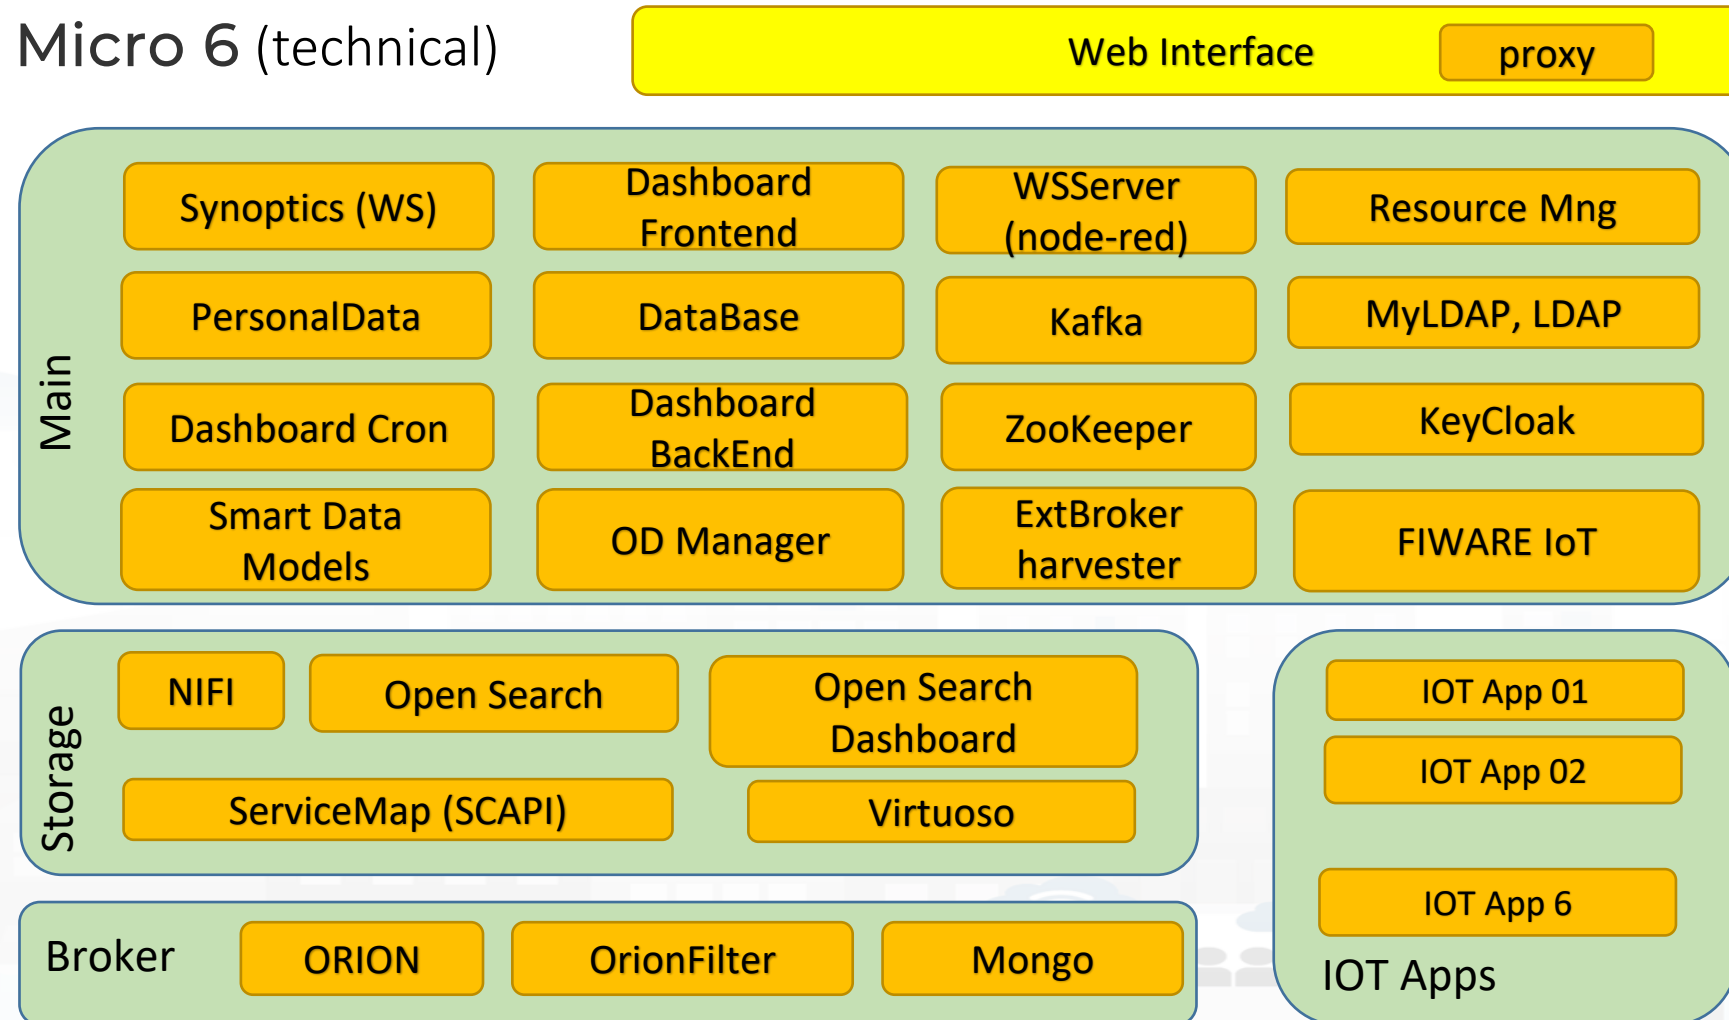 Micro 6 (technical)
Web Interface
proxy
Main
Synoptics (WS)
Dashboard
Frontend
WSServer
(node-red)
Resource Mng
PersonalData
DataBase
Kafka
MyLDAP, LDAP
Dashboard Cron
Dashboard
BackEnd
ZooKeeper
KeyCloak
Smart Data
Models
OD Manager
ExtBroker
harvester
FIWARE IoT
Storage
NIFI
Open Search
Open Search
Dashboard
ServiceMap (SCAPI)
Virtuoso
IOT App 01
IOT App 02
IOT App 6
IOT Apps
Broker
ORION
OrionFilter
Mongo